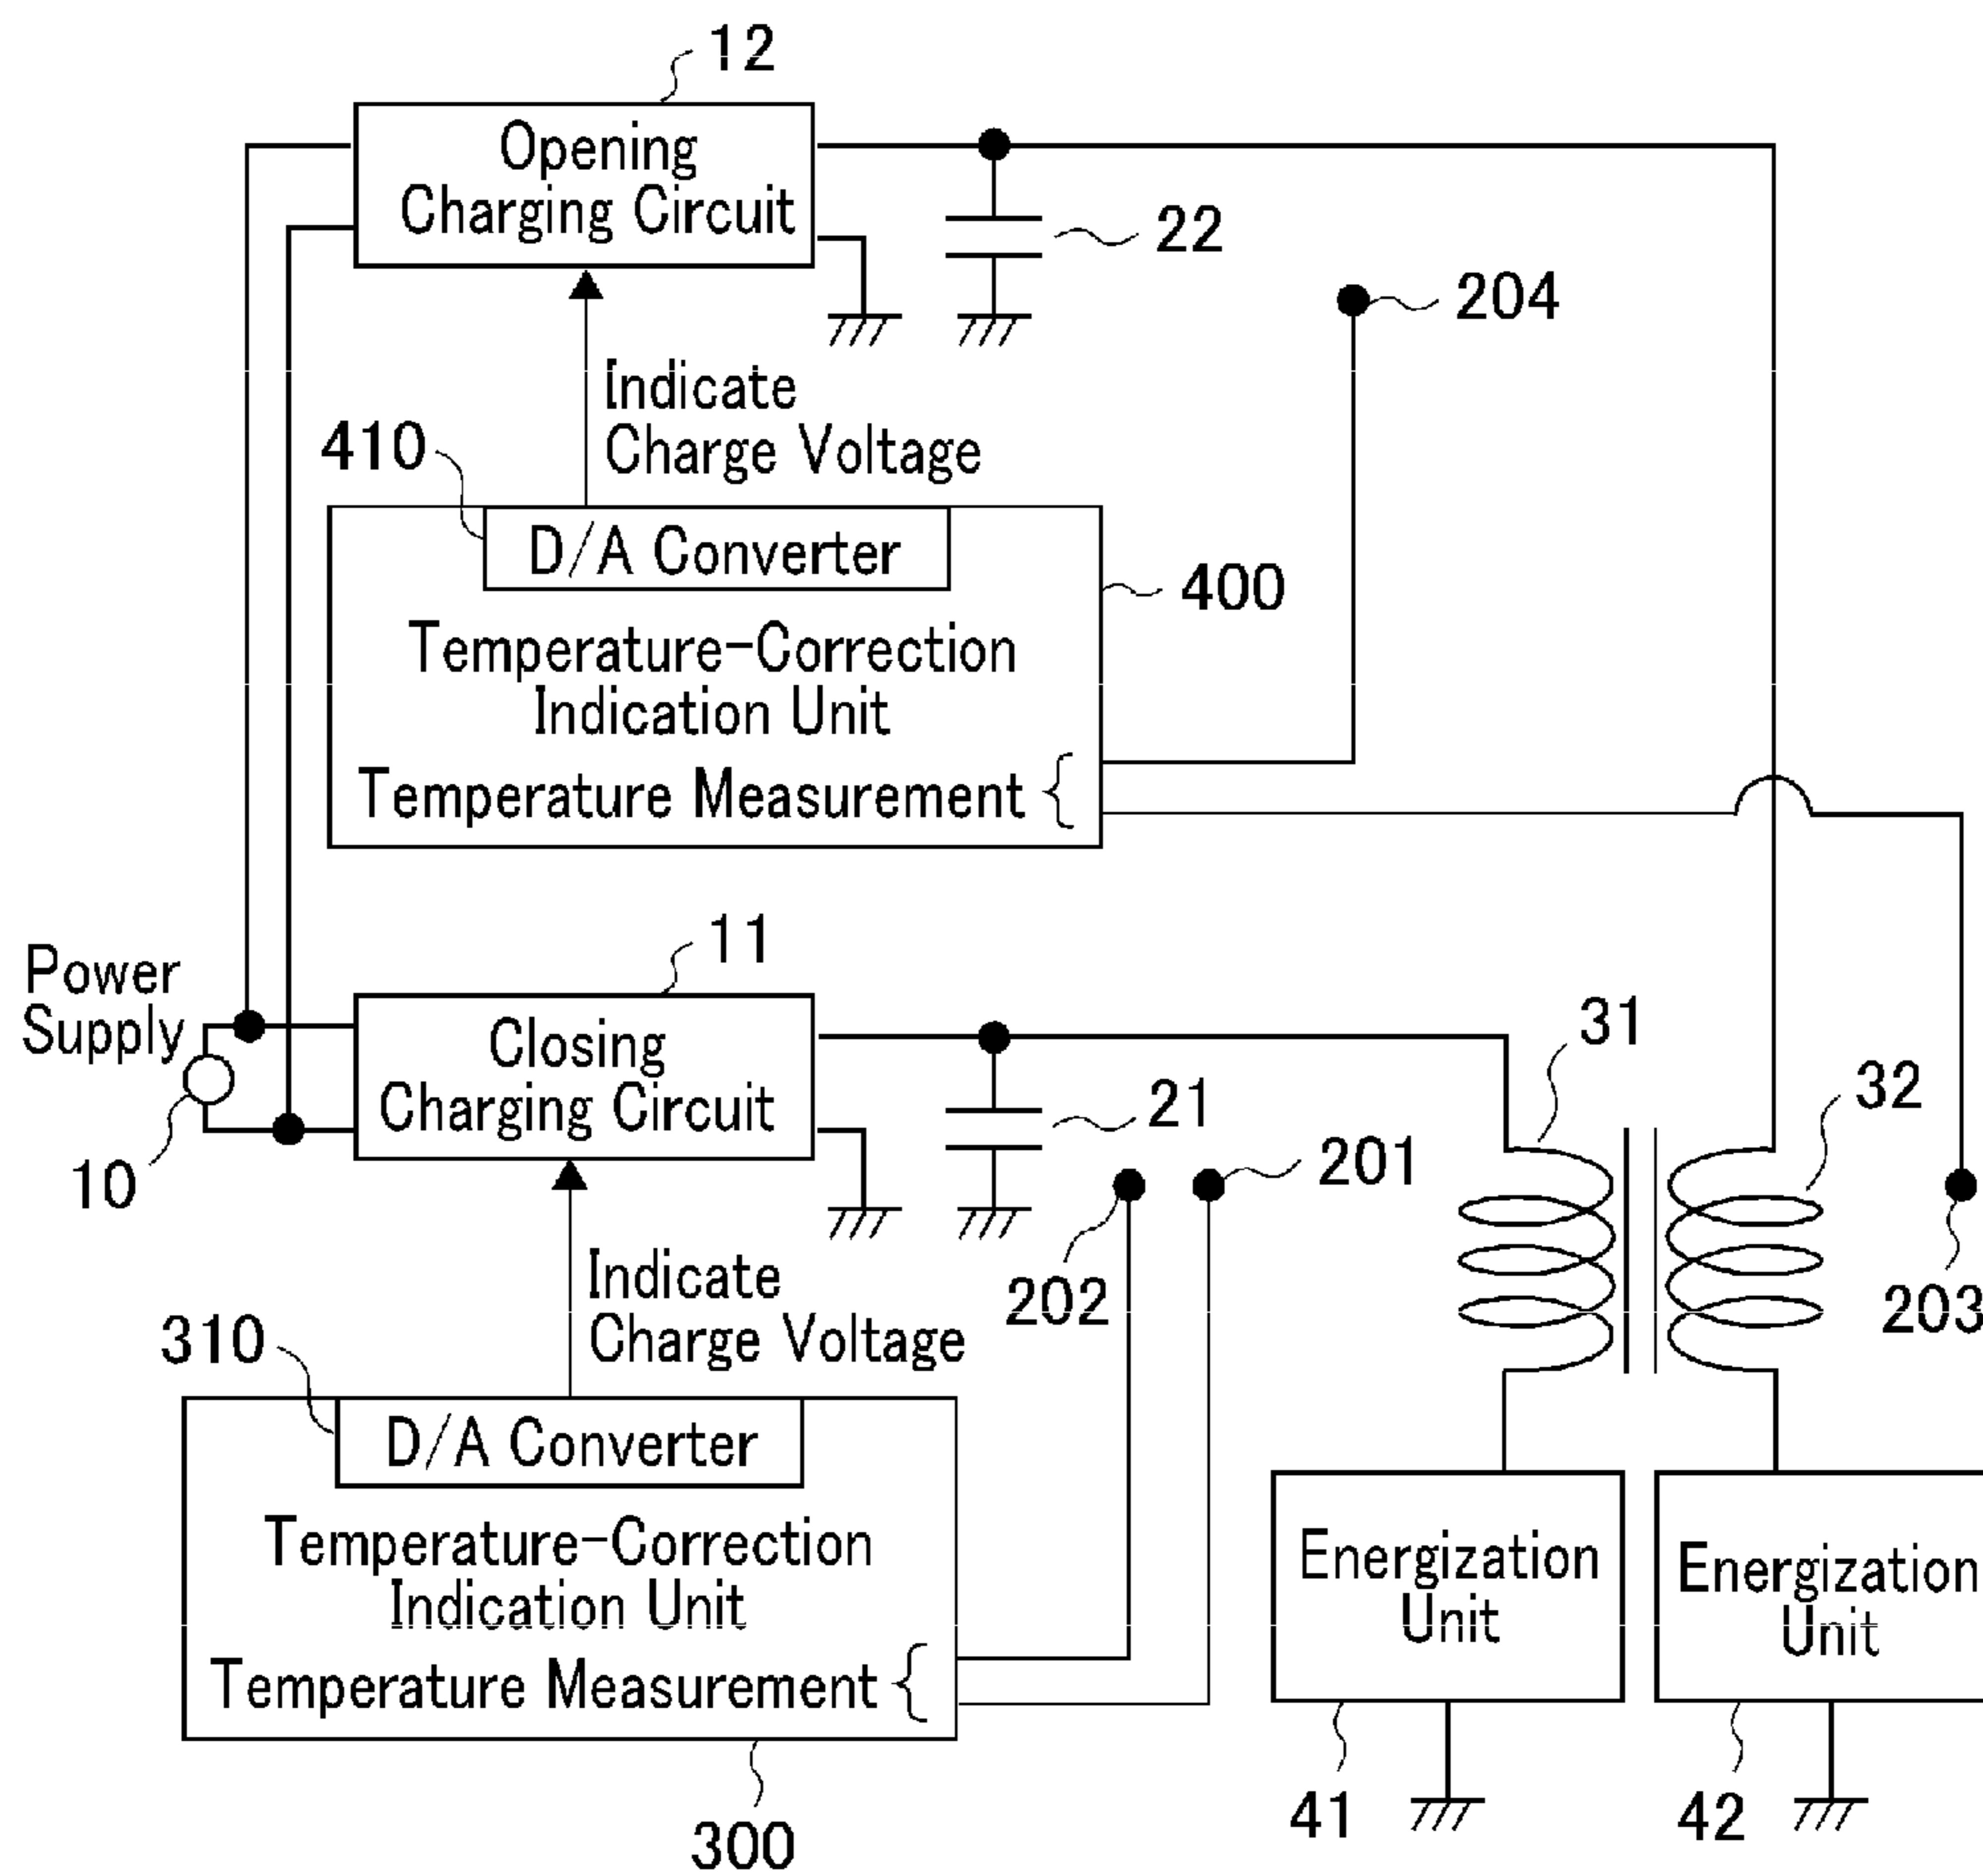 12
Opening
Charging Circuit
22
204
Indicate
Charge Voltage
410
D/A Converter
400
Temperature-Correction
Indication Unit
Temperature Measurement
11
Power
Supply
10
Closing
Charging Circuit
21
31
32
201
202
203
Indicate
Charge Voltage
310
D/A Converter
Temperature-Correction
Indication Unit
Temperature Measurement
300
Energization
Unit
Energization
Unit
41
42